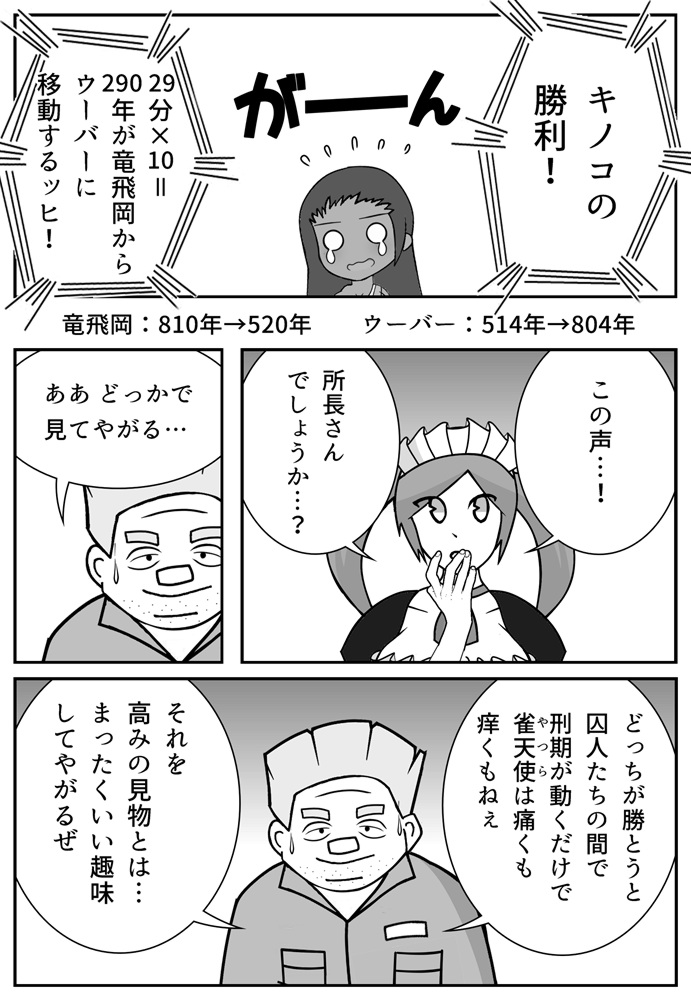 キノコの
勝利！
がーーん
29分×10＝
290年が竜飛岡から
ウーバーに
移動するッヒ！
竜飛岡：810年→520年　ウーバー：514年→804年
この声…！
所長さん
でしょうか…？
ああ どっかで
見てやがる…
どっちが勝とうと
囚人たちの間で
刑期が動くだけで
雀天使は痛くも
やつら
痒くもねぇ
それを
高みの見物とは…
まったくいい趣味
してやがるぜ